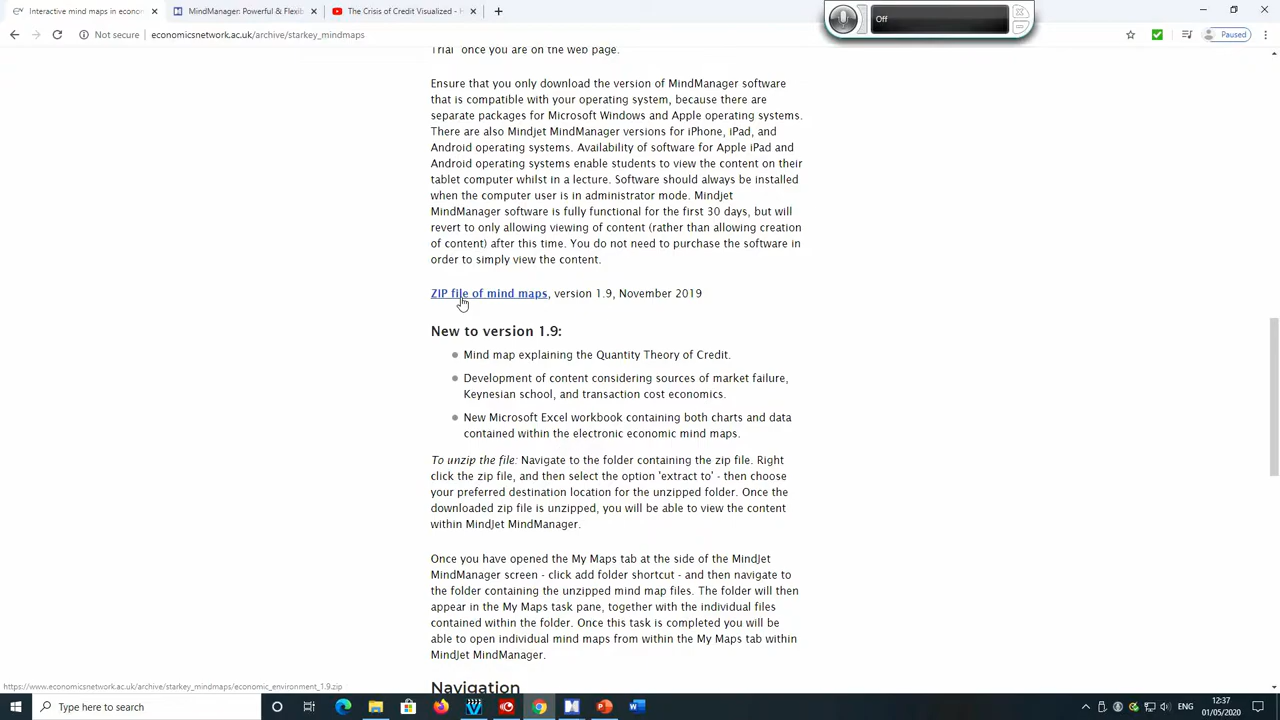 Interactive mind maps in econom
MindManager: Powerful & Flexib
The Crisis of Credit Visualized - H
Off
Not secure
economicsnetwork.ac.uk/archive/starkey_mindmaps
Paused
Trial' once you are on the web page.
Ensure that you only download the version of MindManager software
that is compatible with your operating system, because there are
separate packages for Microsoft Windows and Apple operating systems.
There are also Mindjet MindManager versions for iPhone, iPad, and
Android operating systems. Availability of software for Apple iPad and
Android operating systems enable students to view the content on their
tablet computer whilst in a lecture. Software should always be installed
when the computer user is in administrator mode. Mindjet
MindManager software is fully functional for the first 30 days, but will
revert to only allowing viewing of content (rather than allowing creation
of content) after this time. You do not need to purchase the software in
order to simply view the content.
ZIP file of mind maps, version 1.9, November 2019
New to version 1.9:
Mind map explaining the Quantity Theory of Credit.
Development of content considering sources of market failure,
Keynesian school, and transaction cost economics.
New Microsoft Excel workbook containing both charts and data
contained within the electronic economic mind maps.
To unzip the file: Navigate to the folder containing the zip file. Right
click the zip file, and then select the option 'extract to' - then choose
your preferred destination location for the unzipped folder. Once the
downloaded zip file is unzipped, you will be able to view the content
within MindJet MindManager.
Once you have opened the My Maps tab at the side of the MindJet
MindManager screen - click add folder shortcut - and then navigate to
the folder containing the unzipped mind map files. The folder will then
appear in the My Maps task pane, together with the individual files
contained within the folder. Once this task is completed you will be
able to open individual mind maps from within the My Maps tab within
MindJet MindManager.
Navigation
https://www.economicsnetwork.ac.uk/archive/starkey_mindmaps/economic_environment_1.9.zip
Type here to search
ENG
12:37
01/05/2020